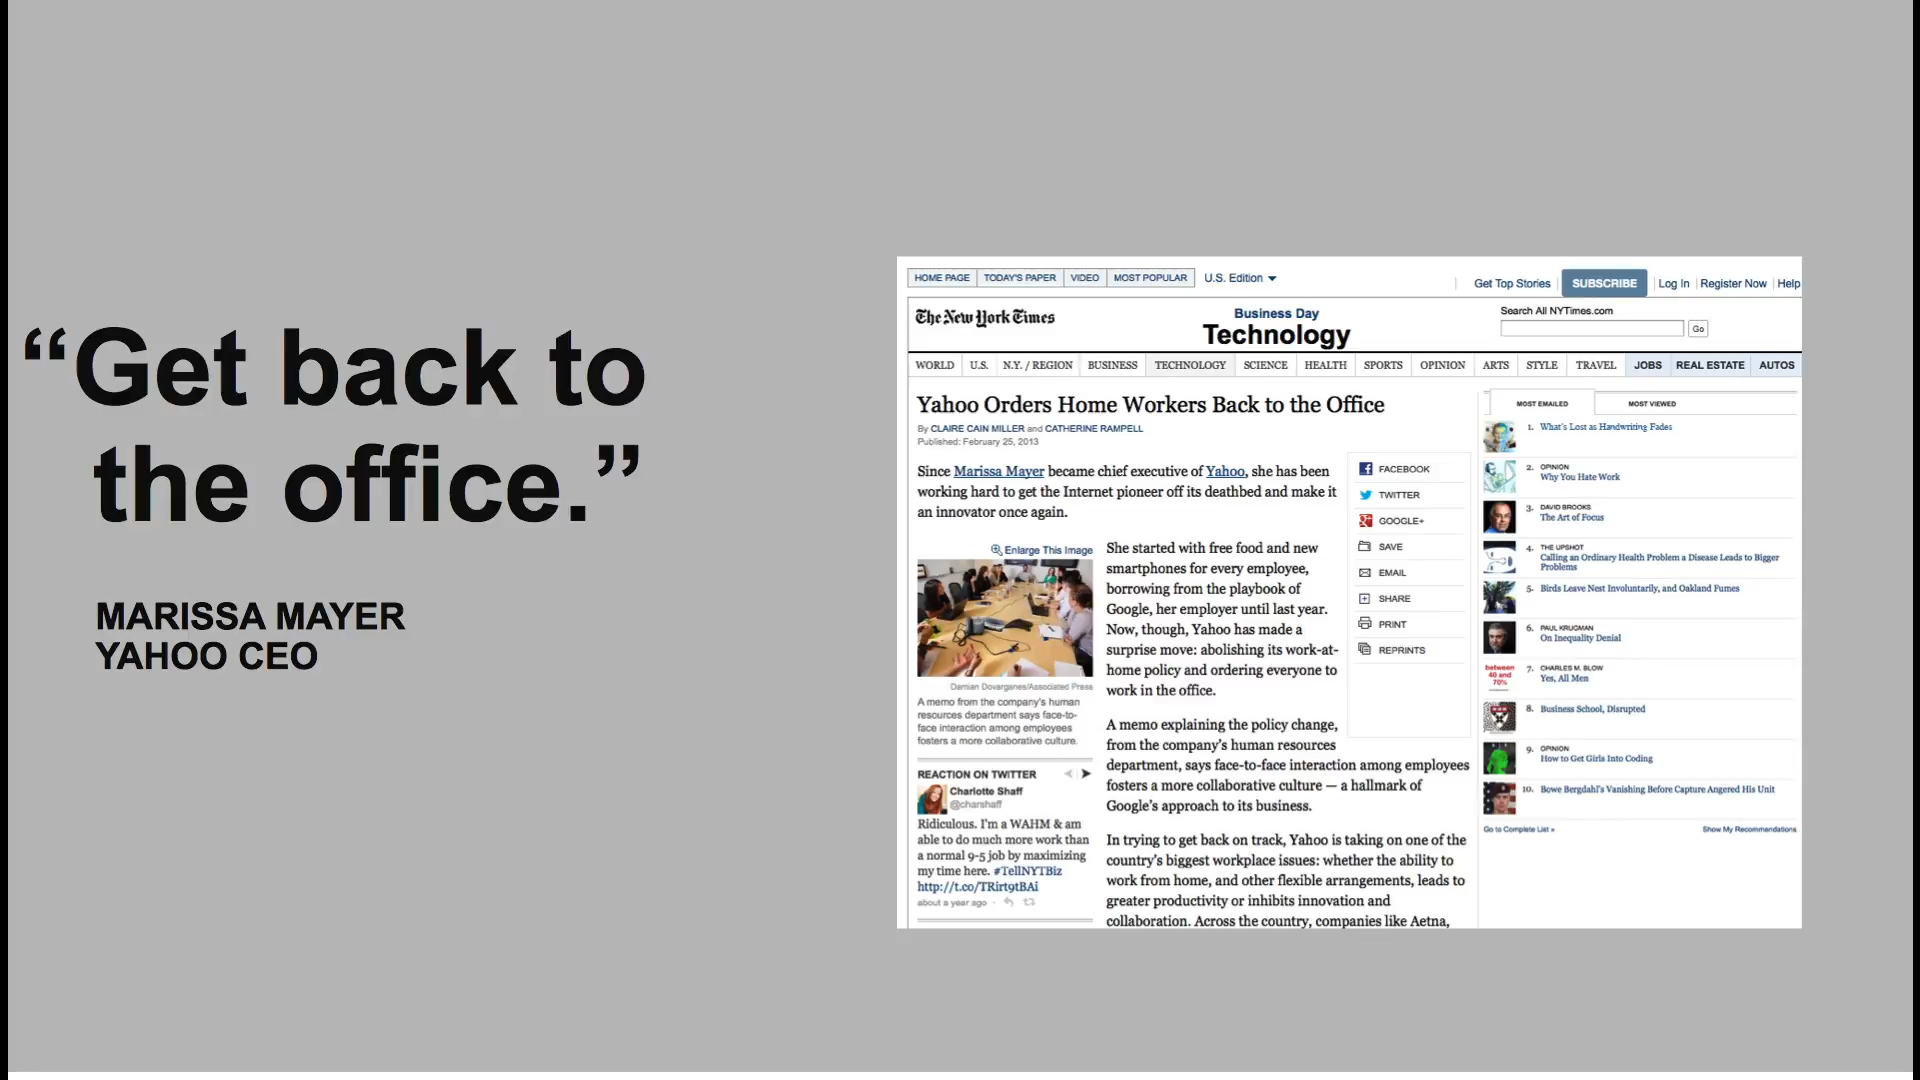 “Get back to
the office.”
MARISSA MAYER
YAHOO CEO
HOME PAGE TODAY'S PAPER VIDEO MOST POPULAR U.S. Edition
Get Top Stories SUBSCRIBE Log In Register Now Help
The New York Times
Business Day
Technology
Search All NYTimes.com
Go
WORLD U.S. N.Y. / REGION BUSINESS TECHNOLOGY SCIENCE HEALTH SPORTS OPINION ARTS STYLE TRAVEL JOBS REAL ESTATE AUTOS
Yahoo Orders Home Workers Back to the Office
By CLAIRE CAIN MILLER and CATHERINE RAMPELL
Published: February 25, 2013
Since Marissa Mayer became chief executive of Yahoo, she has been
working hard to get the Internet pioneer off its deathbed and make it
an innovator once again.
Enlarge This Image
Damian Dovarganes/Associated Press
A memo from the company's human
resources department says face-to-
face interaction among employees
fosters a more collaborative culture.
REACTION ON TWITTER
Charlotte Shaff
@charshaff
Ridiculous. I'm a WAHM & am
able to do much more work than
a normal 9-5 job by maximizing
my time here. #TellNYTBiz
http://t.co/TRirt9tBAi
about a year ago
She started with free food and new
smartphones for every employee,
borrowing from the playbook of
Google, her employer until last year.
Now, though, Yahoo has made a
surprise move: abolishing its work-at-
home policy and ordering everyone to
work in the office.
A memo explaining the policy change,
from the company's human resources
department, says face-to-face interaction among employees
fosters a more collaborative culture — a hallmark of
Google's approach to its business.
In trying to get back on track, Yahoo is taking on one of the
country's biggest workplace issues: whether the ability to
work from home, and other flexible arrangements, leads to
greater productivity or inhibits innovation and
collaboration. Across the country, companies like Aetna,
FACEBOOK
TWITTER
GOOGLE+
SAVE
EMAIL
SHARE
PRINT
REPRINTS
MOST EMAILED MOST VIEWED
1. What's Lost as Handwriting Fades
2. OPINION
Why You Hate Work
3. DAVID BROOKS
The Art of Focus
4. THE UPSHOT
Calling an Ordinary Health Problem a Disease Leads to Bigger
Problems
5. Birds Leave Nest Involuntarily, and Oakland Fumes
6. PAUL KRUGMAN
On Inequality Denial
between
40 and
70%
7. CHARLES M. BLOW
Yes, All Men
8. Business School, Disrupted
9. OPINION
How to Get Girls Into Coding
10. Bowe Bergdahl's Vanishing Before Capture Angered His Unit
Go to Complete List »
Show My Recommendations